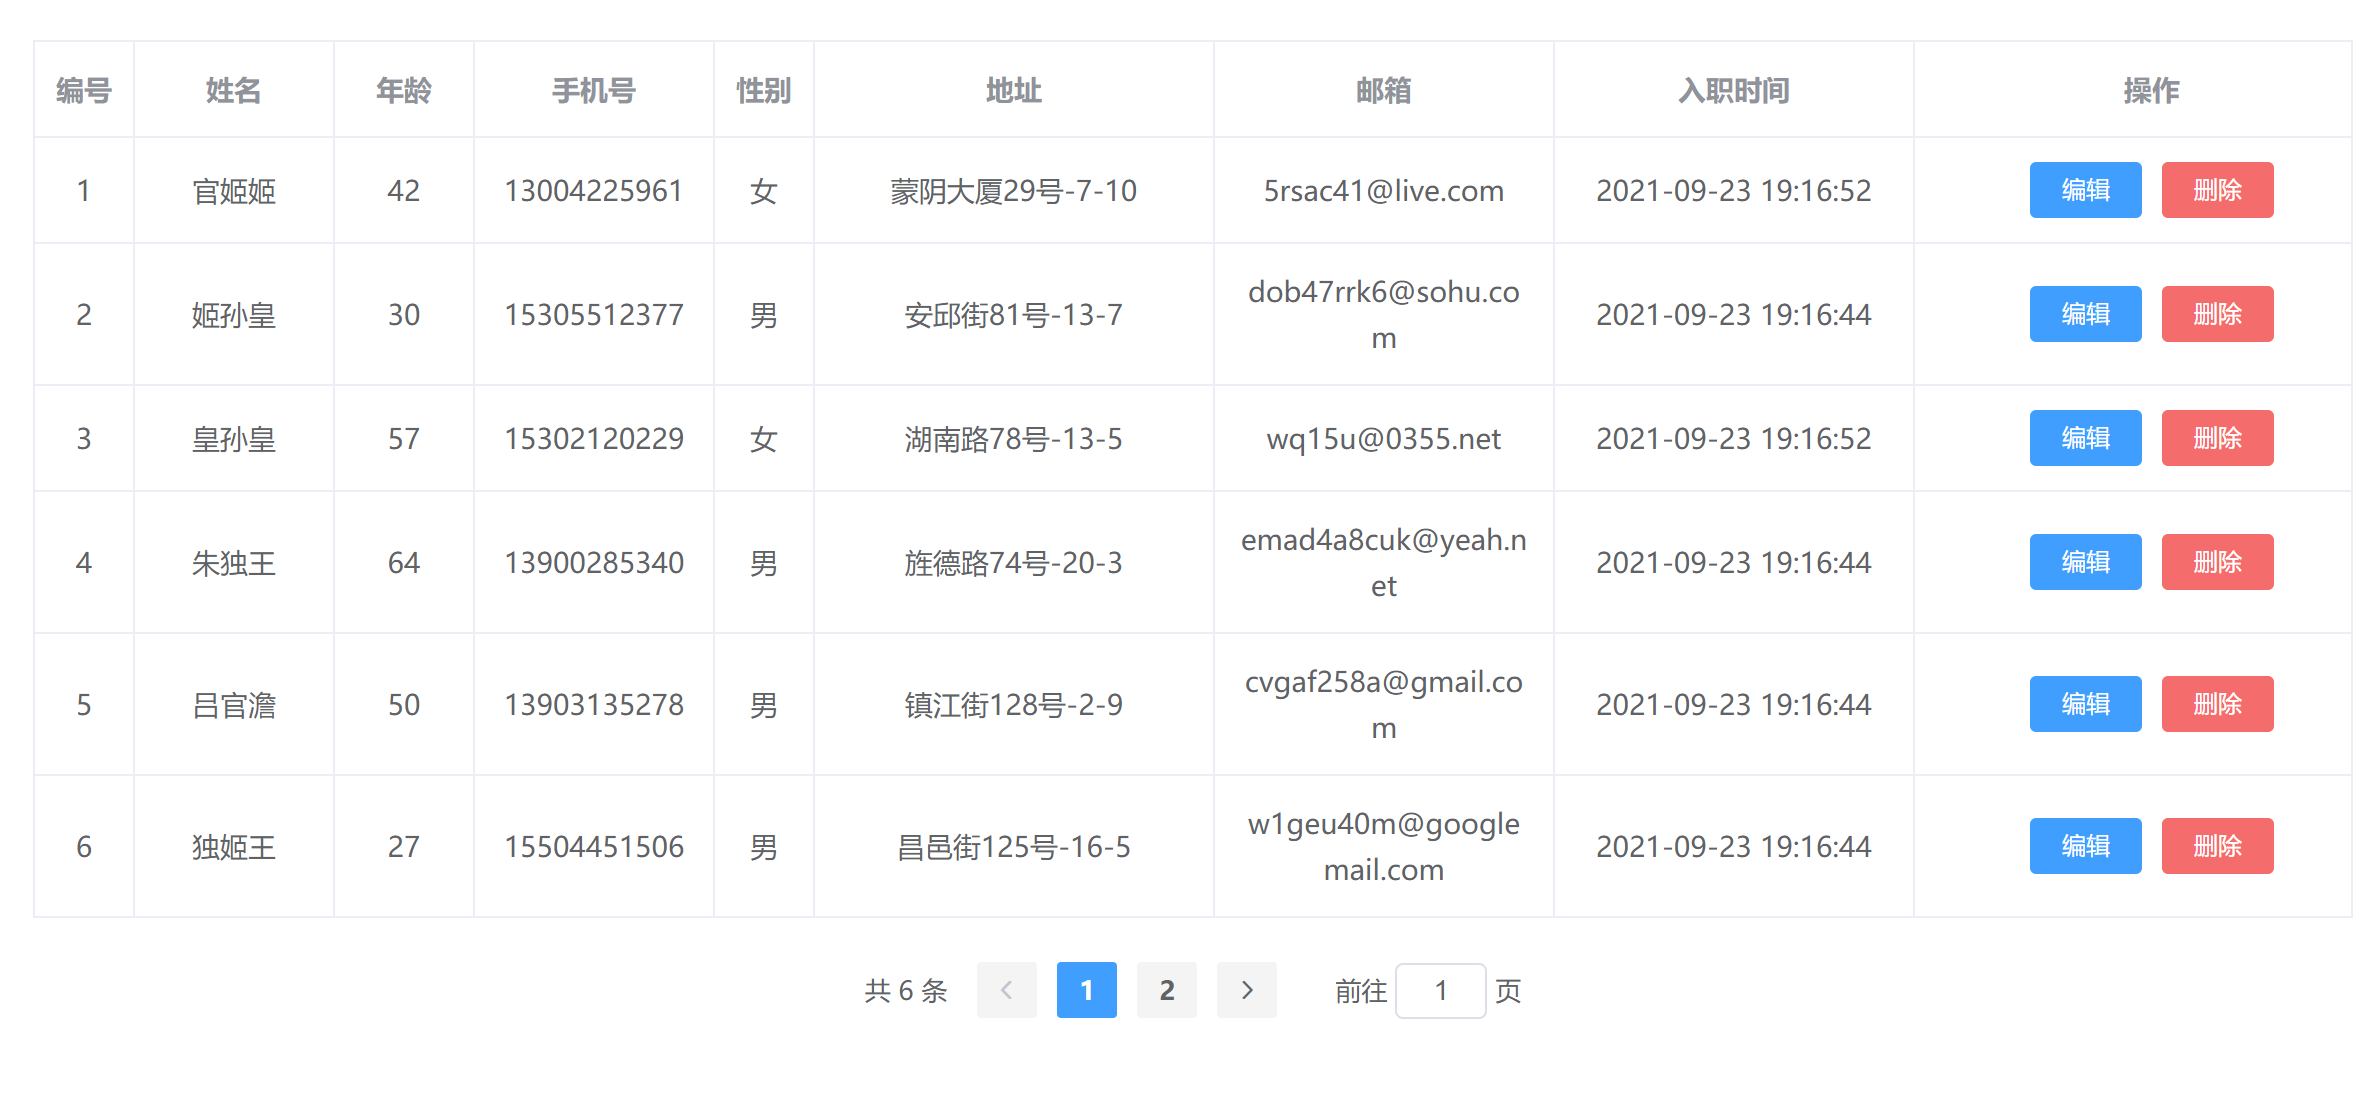 编号 姓名 年龄 手机号 性别 地址 邮箱 入职时间 操作
1 官姬姬 42 13004225961 女 蒙阴大厦29号-7-10 5rsac41@live.com 2021-09-23 19:16:52 编辑 删除
2 姬孙皇 30 15305512377 男 安邱街81号-13-7 dob47rrk6@sohu.co
m 2021-09-23 19:16:44 编辑 删除
3 皇孙皇 57 15302120229 女 湖南路78号-13-5 wq15u@0355.net 2021-09-23 19:16:52 编辑 删除
4 朱独王 64 13900285340 男 旌德路74号-20-3 emad4a8cuk@yeah.n
et 2021-09-23 19:16:44 编辑 删除
5 吕官澹 50 13903135278 男 镇江街128号-2-9 cvgaf258a@gmail.co
m 2021-09-23 19:16:44 编辑 删除
6 独姬王 27 15504451506 男 昌邑街125号-16-5 w1geu40m@google
mail.com 2021-09-23 19:16:44 编辑 删除
共 6 条 1 2 前往 1 页